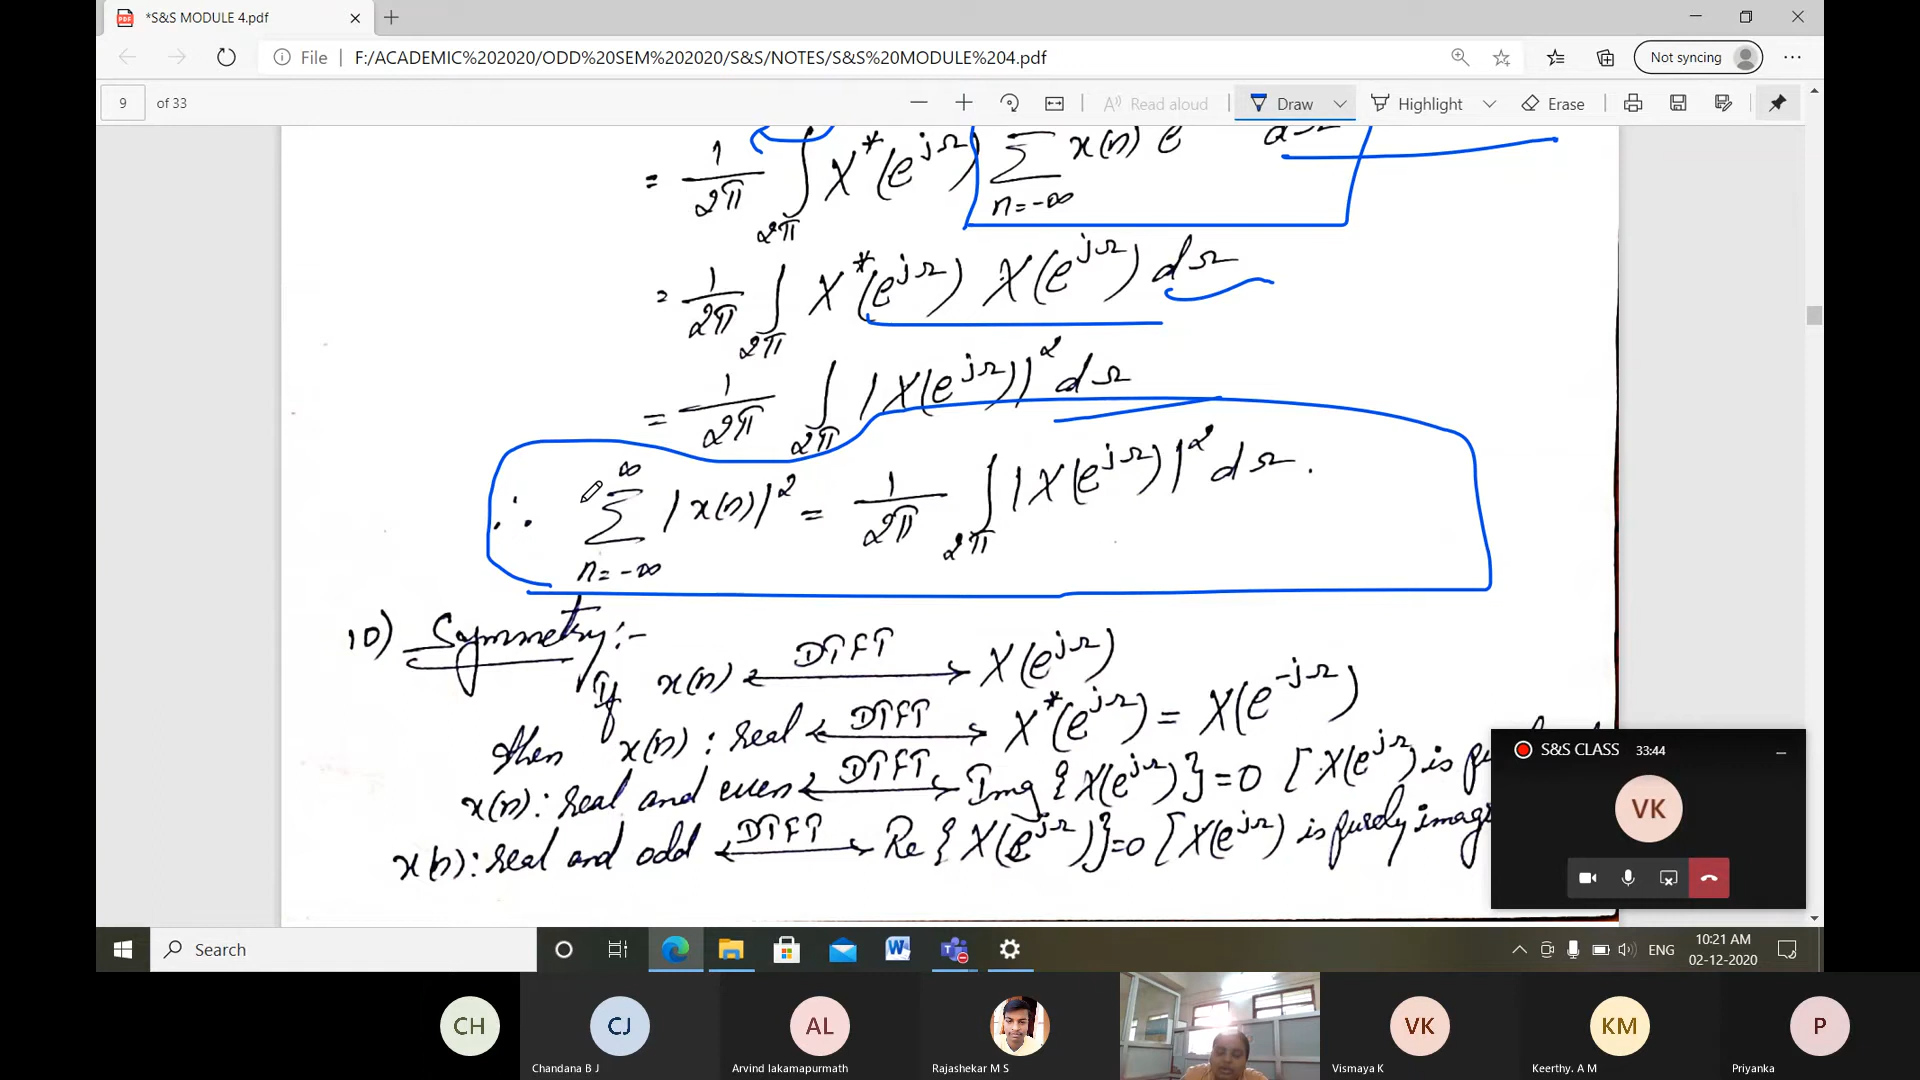 *S&S MODULE 4.pdf
File F:/ACADEMIC%202020/ODD%20SEM%202020/S&S/NOTES/S&S%20MODULE%204.pdf
Not syncing
9 of 33
Read aloud Draw Highlight Erase
= 1/2π ∫2π X*(e^jΩ) Σ n=-∞ x(n) e dΩ
= 1/2π ∫2π X*(e^jΩ) X(e^jΩ) dΩ
= 1/2π ∫2π |X(e^jΩ)|² dΩ
∴ Σ n=-∞ ∞ |x(n)|² = 1/2π ∫2π |X(e^jΩ)|² dΩ.
10) Symmetry:-
If x(n) ⟷ DTFT X(e^jΩ)
then x(n): real ⟷ DTFT X*(e^jΩ) = X(e^-jΩ)
x(n): real and even ⟷ DTFT Img {X(e^jΩ)}=0 [X(e^jΩ) is
x(n): real and odd ⟷ DTFT Re {X(e^jΩ)}=0 [X(e^jΩ) is purely imag
S&S CLASS 33:44
VK
Search
ENG
10:21 AM
02-12-2020
CH CJ AL VK KM P
Chandana B J Arvind lakamapurmath Rajashekar M S Vismaya K Keerthy. A M Priyanka